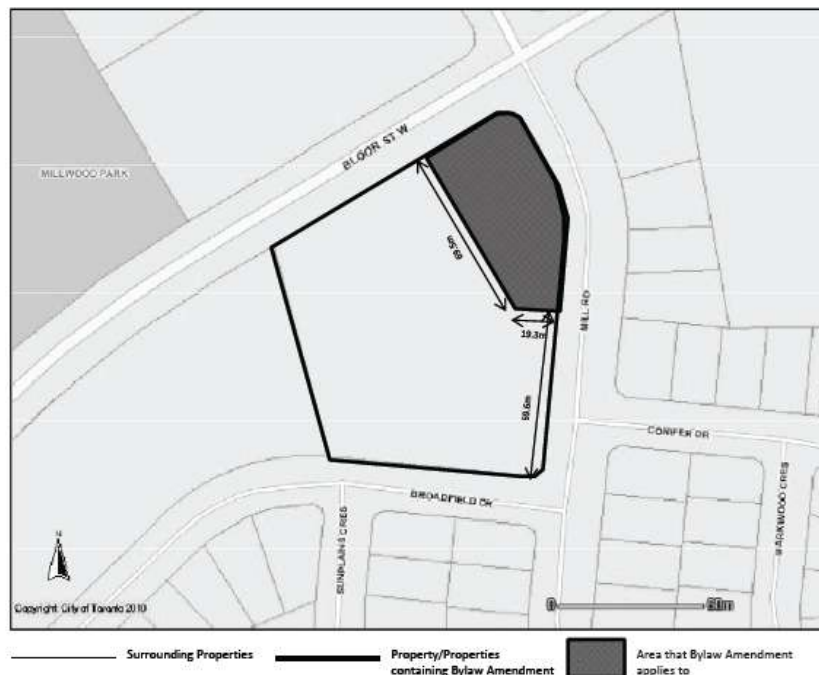 BLOOR ST W
MILLWOOD PARK
69.5m
MILL RD
19.3m
59.6m
CONIFER DR
BROADFIELD DR
SUNPLAINS CRES
MARKWOOD CRES
N
Copyright: City of Toronto 2010
0 60m
Surrounding Properties
Property/Properties
containing Bylaw Amendment
Area that Bylaw Amendment
applies to